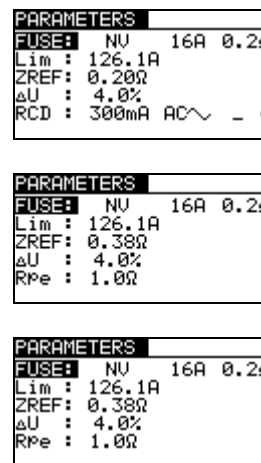 PARAMETERS
FUSE: NV 16A 0.2
Lim : 126.1A
ZREF: 0.20Ω
ΔU : 4.0%
RCD : 300mA AC∿ _
PARAMETERS
FUSE: NV 16A 0.2
Lim : 126.1A
ZREF: 0.38Ω
ΔU : 4.0%
Rpe : 1.0Ω
PARAMETERS
FUSE: NV 16A 0.2
Lim : 126.1A
ZREF: 0.38Ω
ΔU : 4.0%
Rpe : 1.0Ω